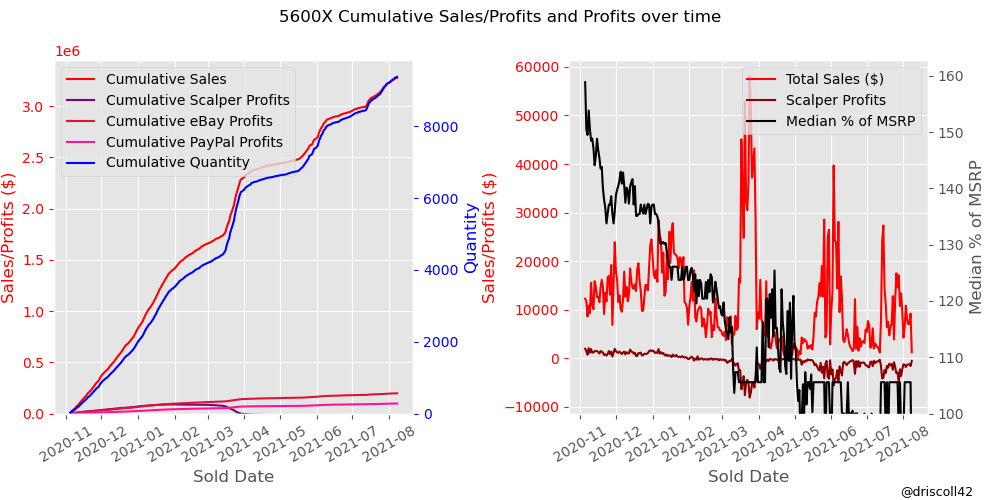 5600X Cumulative Sales/Profits and Profits over time
1e6
Cumulative Sales
Cumulative Scalper Profits
Cumulative eBay Profits
Cumulative PayPal Profits
Cumulative Quantity
3.0
2.5
2.0
1.5
1.0
0.5
0.0
Sales/Profits ($)
8000
6000
4000
2000
0
Quantity
2020-11
2020-12
2021-01
2021-02
2021-03
2021-04
2021-05
2021-06
2021-07
2021-08
Sold Date
Total Sales ($)
Scalper Profits
Median % of MSRP
60000
50000
40000
30000
20000
10000
0
−10000
Sales/Profits ($)
160
150
140
130
120
110
100
Median % of MSRP
2020-11
2020-12
2021-01
2021-02
2021-03
2021-04
2021-05
2021-06
2021-07
2021-08
Sold Date
@driscoll42